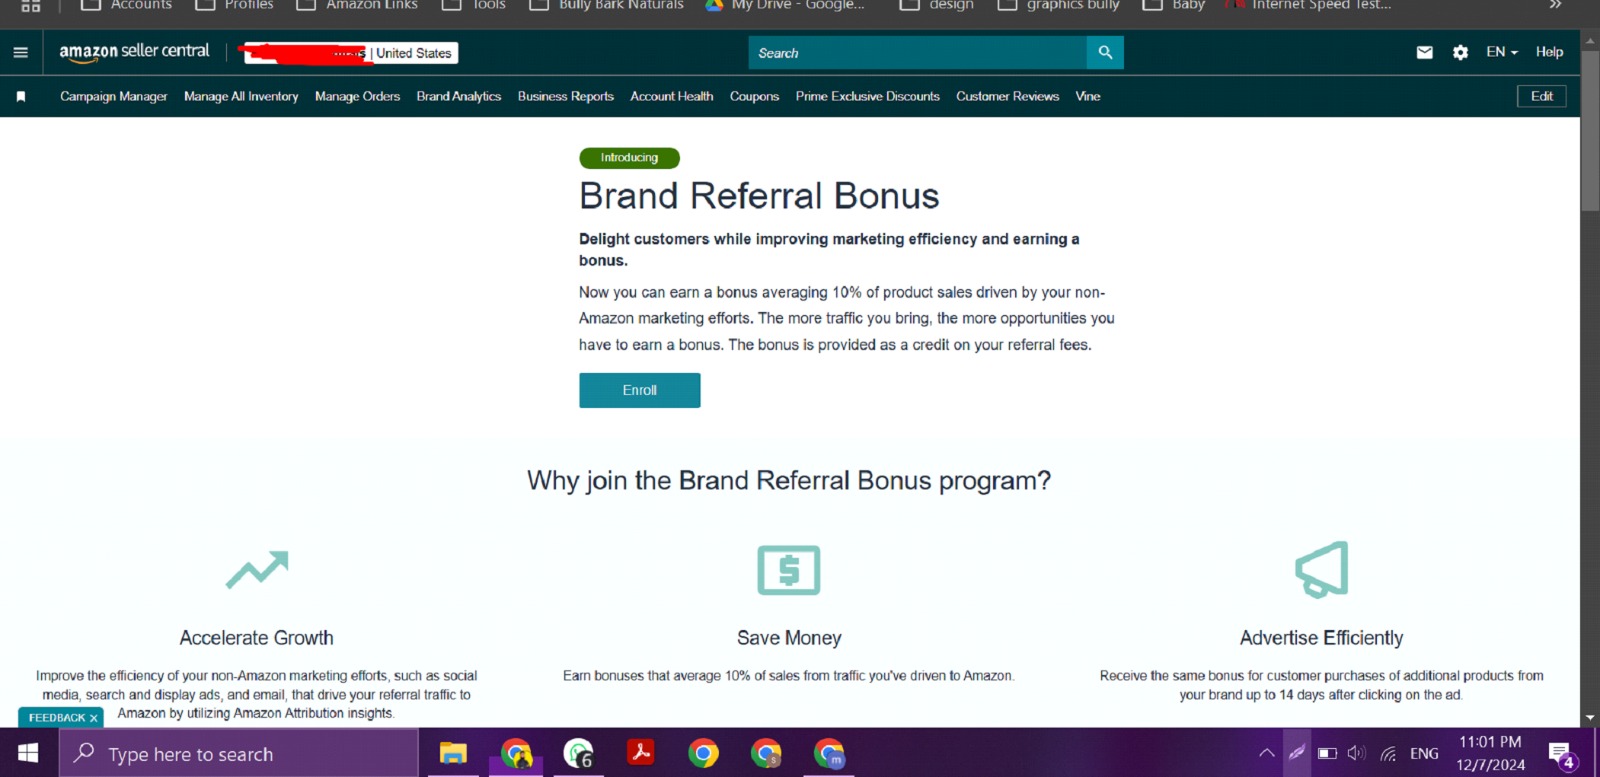 Accounts Profiles Amazon Links Tools Bully Bark Naturals My Drive - Google... design graphics bully Baby Internet Speed Test... »
amazon seller central | United States Search EN Help
Campaign Manager Manage All Inventory Manage Orders Brand Analytics Business Reports Account Health Coupons Prime Exclusive Discounts Customer Reviews Vine Edit
Introducing
Brand Referral Bonus
Delight customers while improving marketing efficiency and earning a
bonus.
Now you can earn a bonus averaging 10% of product sales driven by your non-
Amazon marketing efforts. The more traffic you bring, the more opportunities you
have to earn a bonus. The bonus is provided as a credit on your referral fees.
Enroll
Why join the Brand Referral Bonus program?
Accelerate Growth
Improve the efficiency of your non-Amazon marketing efforts, such as social
media, search and display ads, and email, that drive your referral traffic to
Amazon by utilizing Amazon Attribution insights.
Save Money
Earn bonuses that average 10% of sales from traffic you've driven to Amazon.
Advertise Efficiently
Receive the same bonus for customer purchases of additional products from
your brand up to 14 days after clicking on the ad.
FEEDBACK X
Type here to search
6
s
m
ENG
11:01 PM
12/7/2024
4